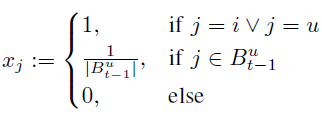 x_j := { 1, if j = i ∨ j = u
1/|B^u_{t−1}|, if j ∈ B^u_{t−1}
0, else